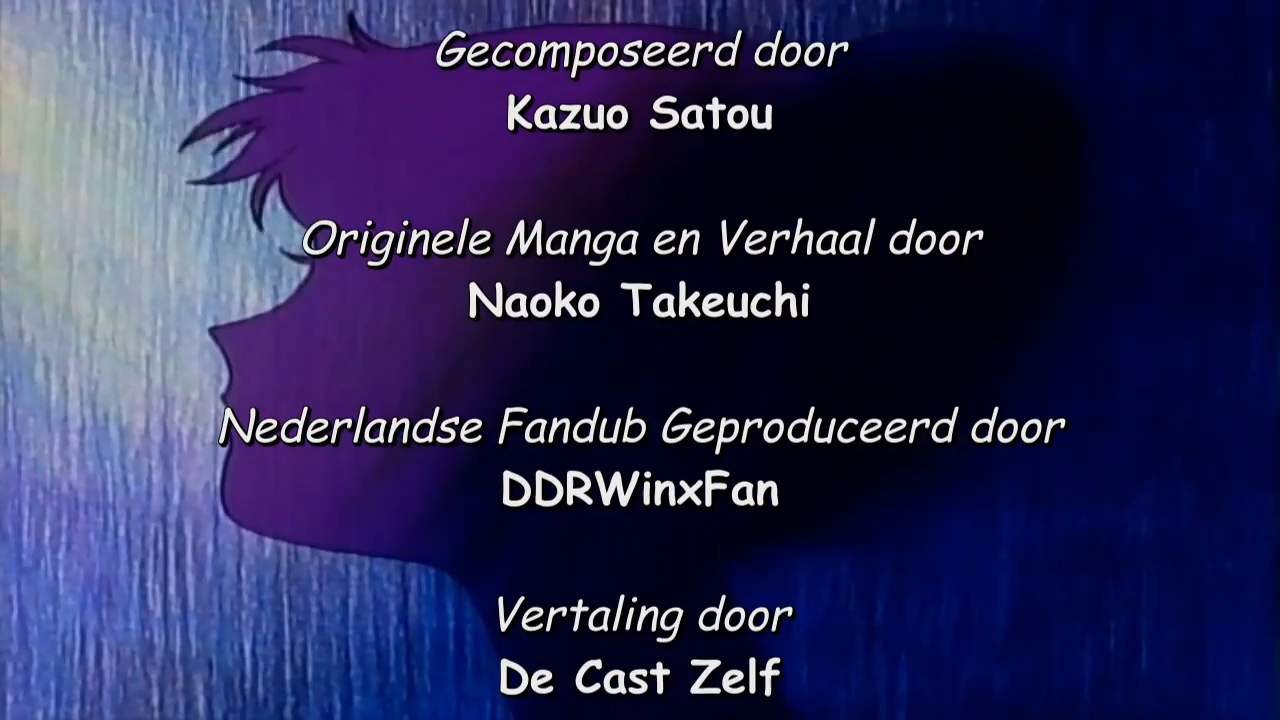 Gecomposeerd door
Kazuo Satou
Originele Manga en Verhaal door
Naoko Takeuchi
Nederlandse Fandub Geproduceerd door
DDRWinxFan
Vertaling door
De Cast Zelf